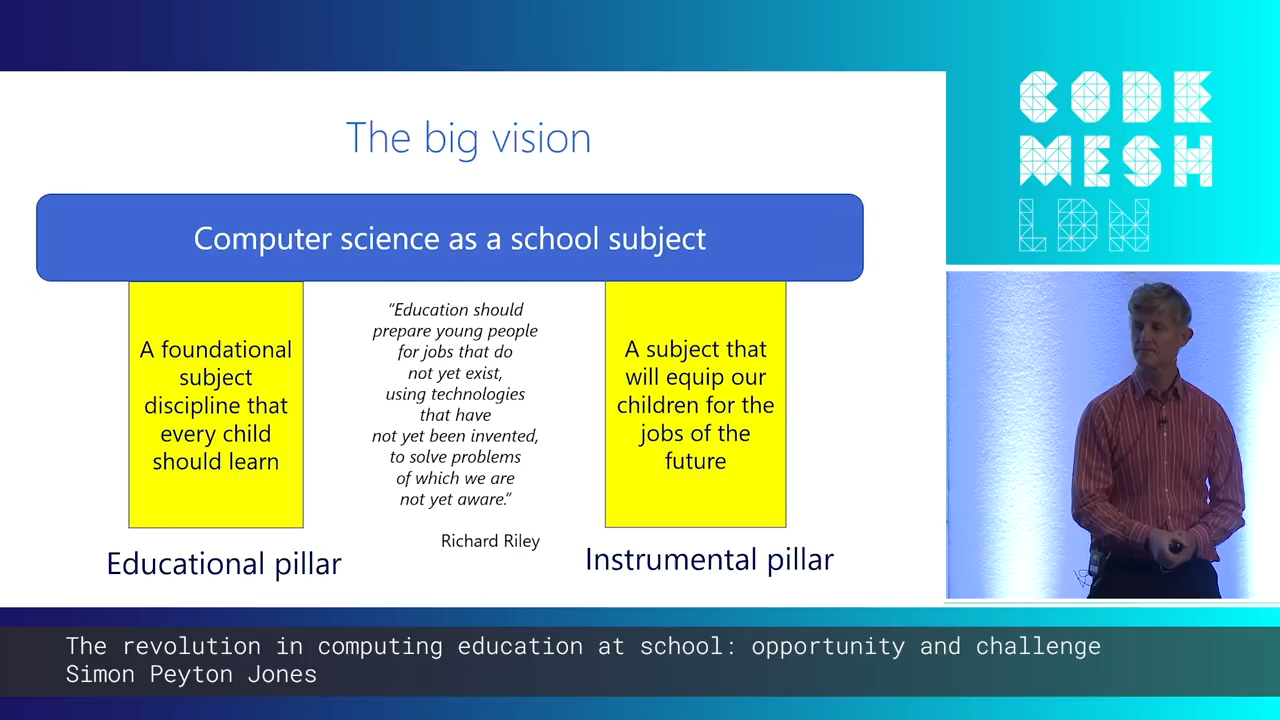 The big vision
Computer science as a school subject
A foundational
subject
discipline that
every child
should learn
Educational pillar
“Education should
prepare young people
for jobs that do
not yet exist,
using technologies
that have
not yet been invented,
to solve problems
of which we are
not yet aware.”
Richard Riley
A subject that
will equip our
children for the
jobs of the
future
Instrumental pillar
CODE
MESH
LDN
The revolution in computing education at school: opportunity and challenge
Simon Peyton Jones